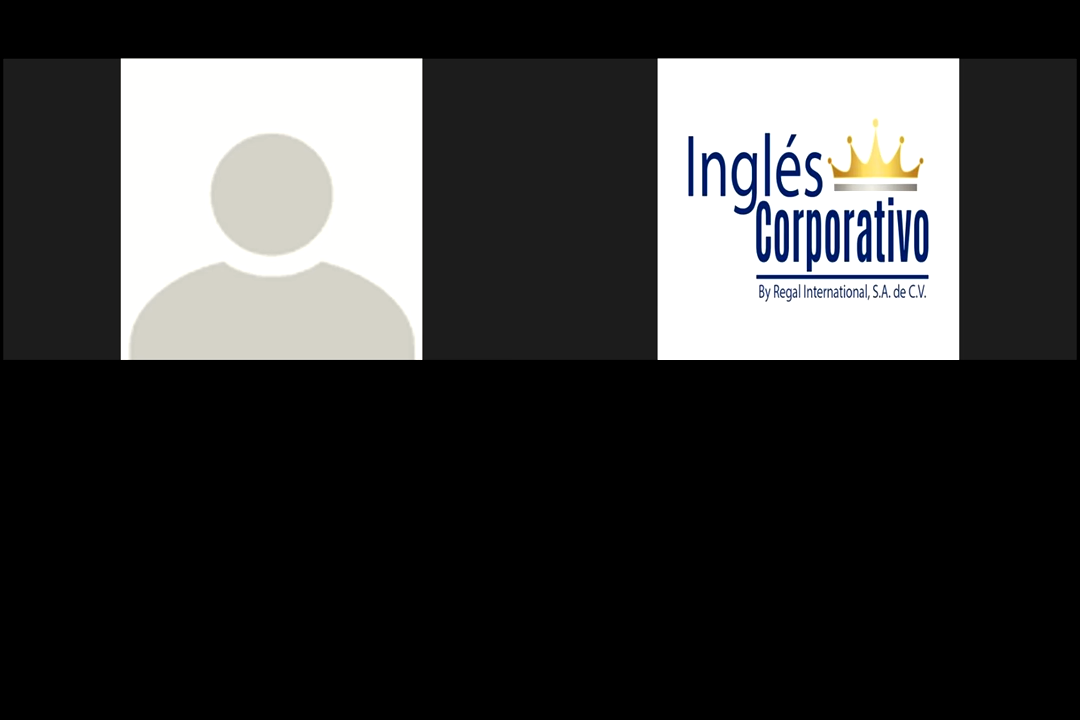 Inglés
Corporativo
By Regal International, S.A. de C.V.